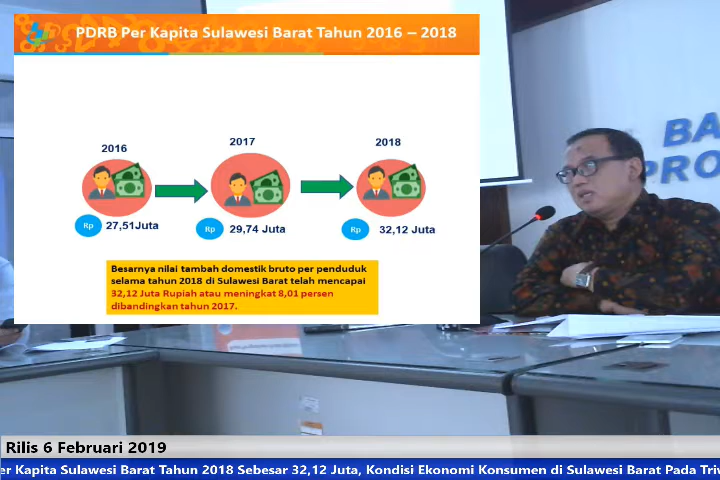 PDRB Per Kapita Sulawesi Barat Tahun 2016 – 2018
2016
2017
2018
Rp 27,51Juta
Rp 29,74 Juta
Rp 32,12 Juta
Besarnya nilai tambah domestik bruto per penduduk
selama tahun 2018 di Sulawesi Barat telah mencapai
32,12 Juta Rupiah atau meningkat 8,01 persen
dibandingkan tahun 2017.
BA
PRO
Rilis 6 Februari 2019
er Kapita Sulawesi Barat Tahun 2018 Sebesar 32,12 Juta, Kondisi Ekonomi Konsumen di Sulawesi Barat Pada Triw